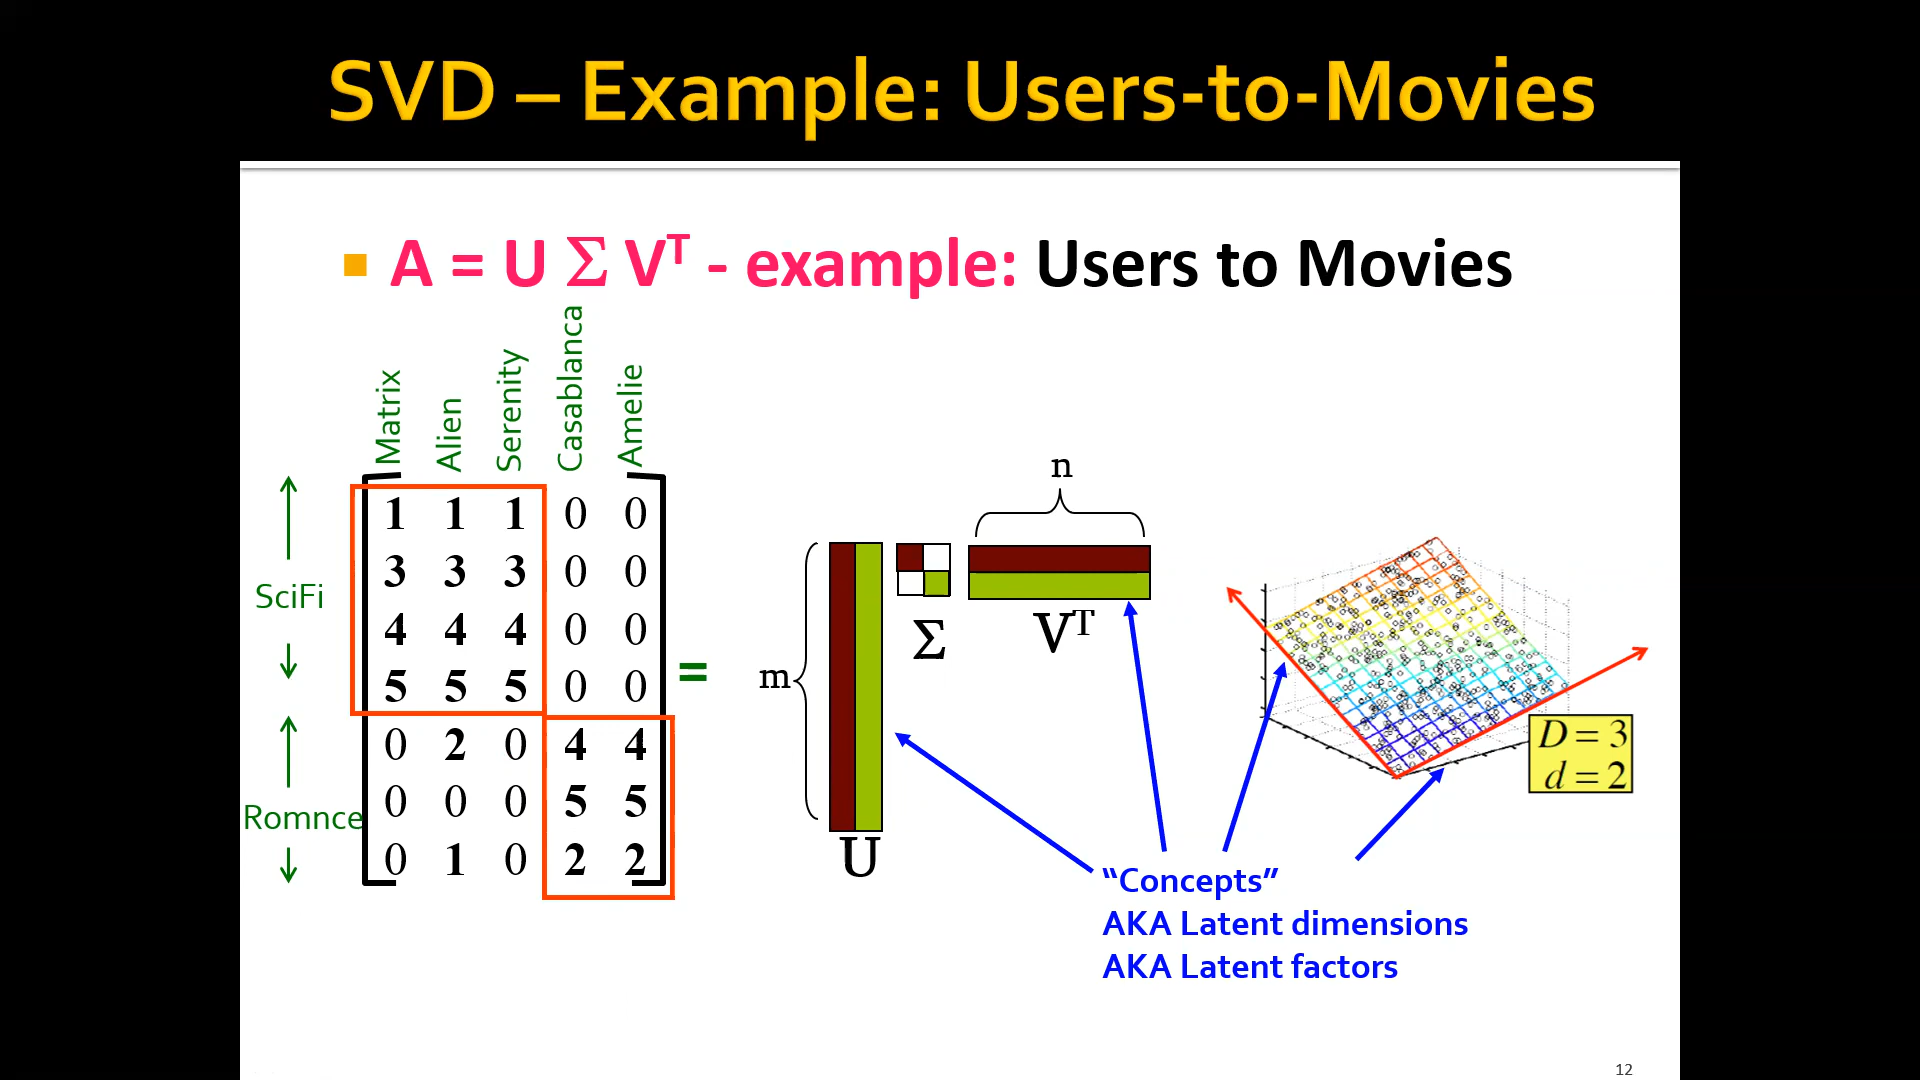 SVD – Example: Users-to-Movies
A = U Σ Vᵀ - example: Users to Movies
Matrix
Alien
Serenity
Casablanca
Amelie
SciFi
Romnce
1 1 1 0 0
3 3 3 0 0
4 4 4 0 0
5 5 5 0 0
0 2 0 4 4
0 0 0 5 5
0 1 0 2 2
=
m
U
Σ
n
Vᵀ
D = 3
d = 2
“Concepts”
AKA Latent dimensions
AKA Latent factors
12